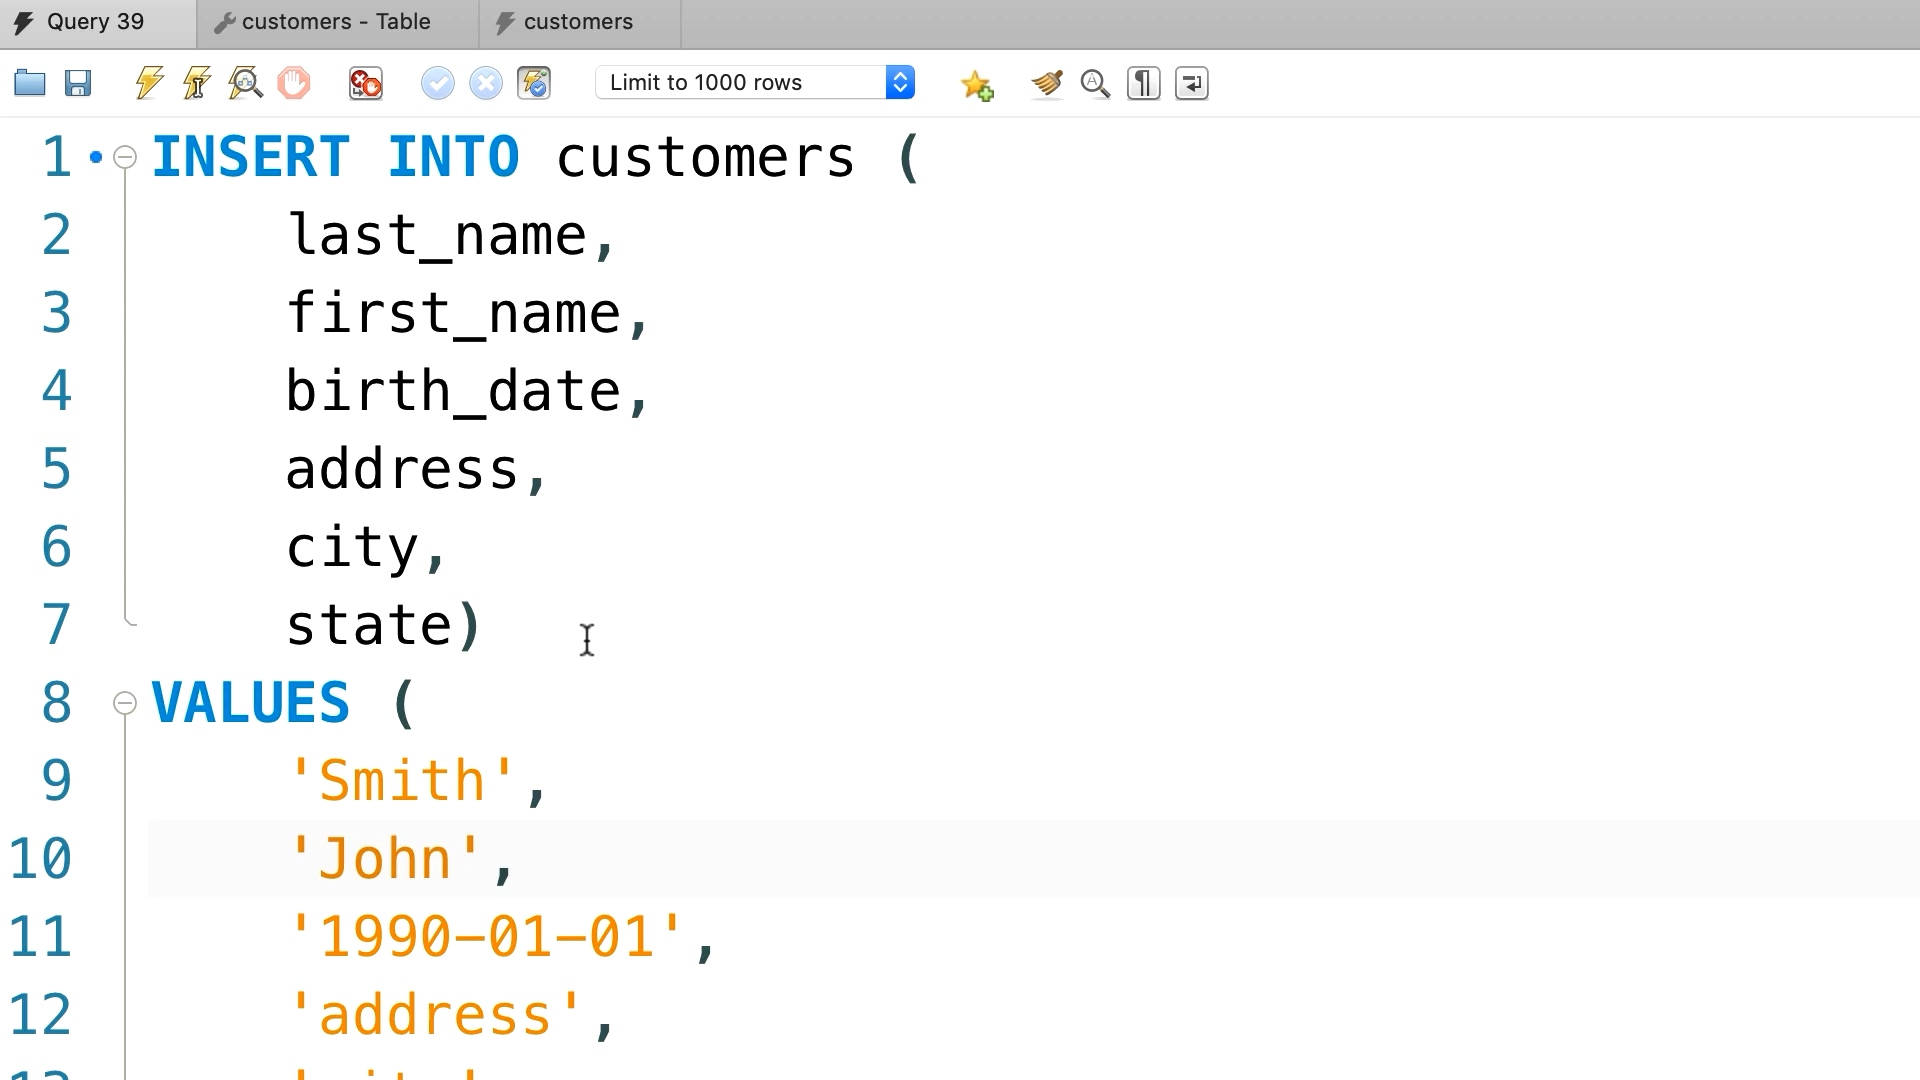 Query 39 customers - Table customers
Limit to 1000 rows
1 INSERT INTO customers (
2 last_name,
3 first_name,
4 birth_date,
5 address,
6 city,
7 state)
8 VALUES (
9 'Smith',
10 'John',
11 '1990-01-01',
12 'address',